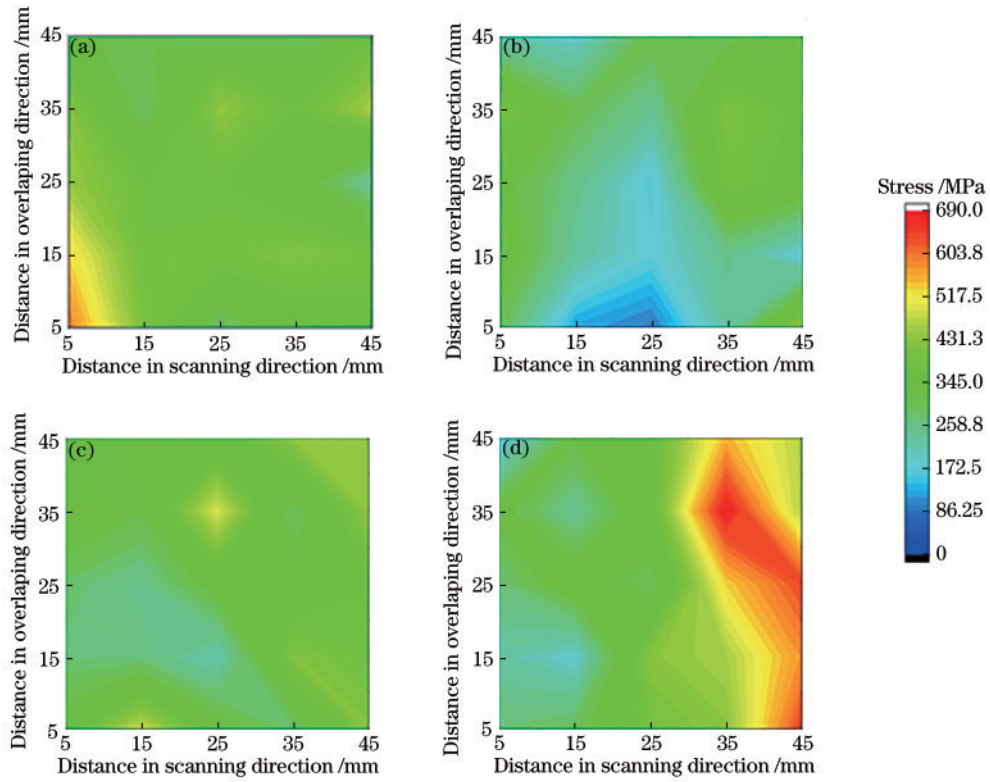 (a)
Distance in overlaping direction /mm
45
35
25
15
5
5 15 25 35 45
Distance in scanning direction /mm
(b)
Distance in overlaping direction /mm
45
35
25
15
5
5 15 25 35 45
Distance in scanning direction /mm
(c)
Distance in overlaping direction /mm
45
35
25
15
5
5 15 25 35 45
Distance in scanning direction /mm
(d)
Distance in overlaping direction /mm
45
35
25
15
5
5 15 25 35 45
Distance in scanning direction /mm
Stress /MPa
690.0
603.8
517.5
431.3
345.0
258.8
172.5
86.25
0